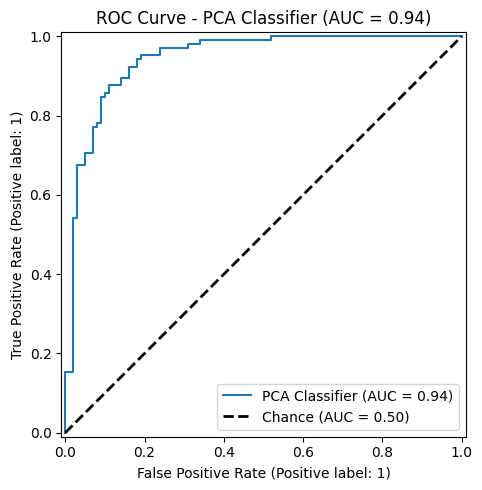 ROC Curve - PCA Classifier (AUC = 0.94)
1.0
0.8
0.6
0.4
0.2
0.0
True Positive Rate (Positive label: 1)
PCA Classifier (AUC = 0.94)
Chance (AUC = 0.50)
0.0 0.2 0.4 0.6 0.8 1.0
False Positive Rate (Positive label: 1)